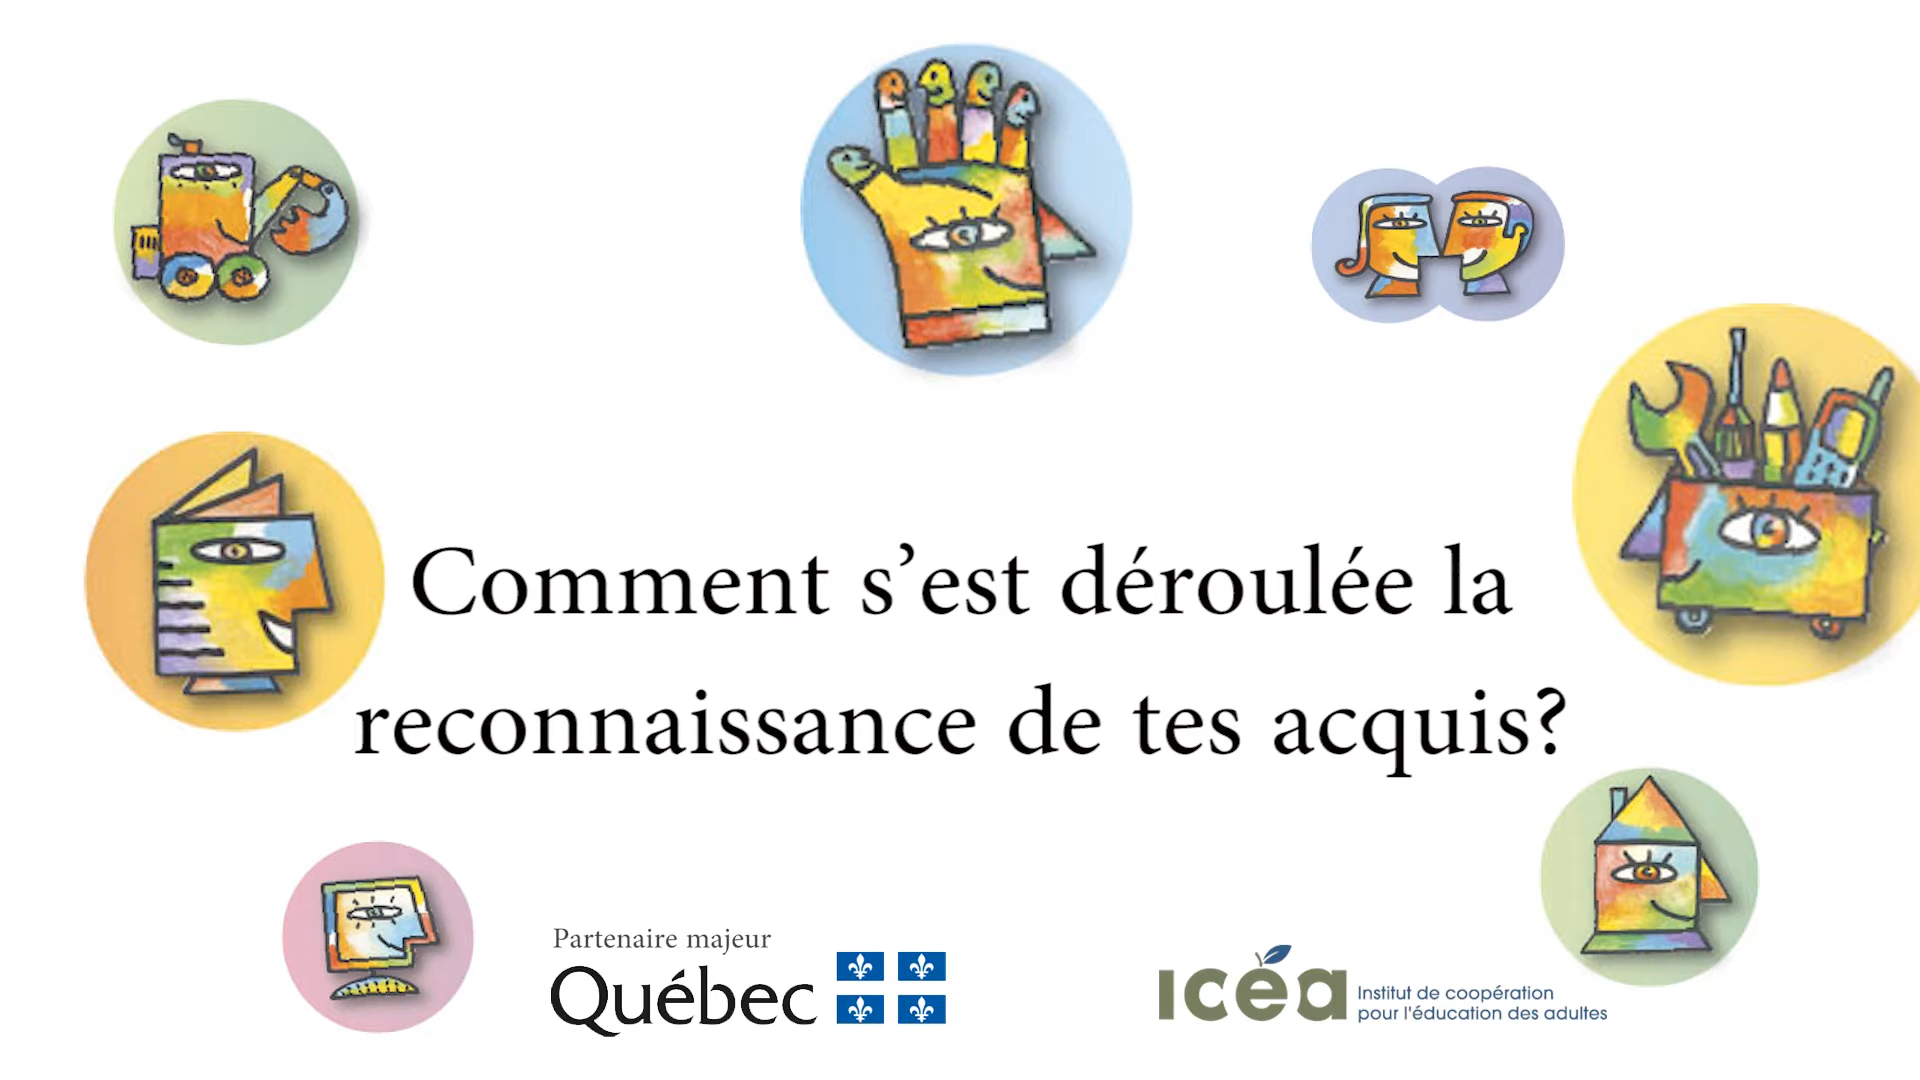 Comment s’est déroulée la
reconnaissance de tes acquis?
Partenaire majeur
Québec
icéa
Institut de coopération
pour l'éducation des adultes